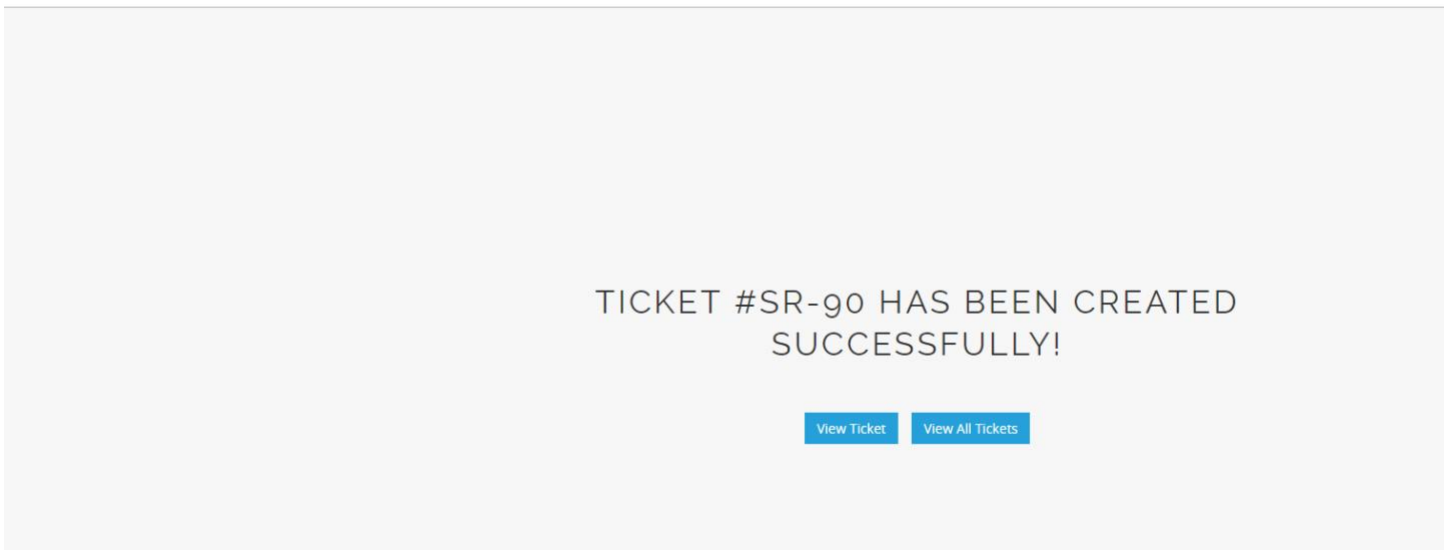 TICKET #SR-90 HAS BEEN CREATED
SUCCESSFULLY!
View Ticket View All Tickets